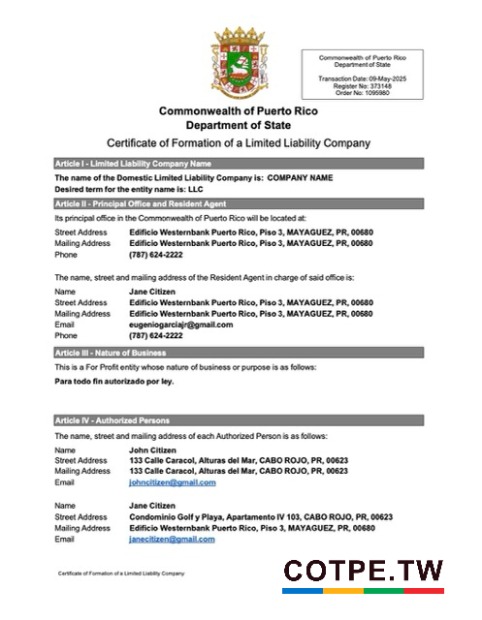 Commonwealth of Puerto Rico
Department of State
Transaction Date: 09-May-2025
Register No: 373148
Order No: 1095980
Commonwealth of Puerto Rico
Department of State
Certificate of Formation of a Limited Liability Company
Article I - Limited Liability Company Name
The name of the Domestic Limited Liability Company is: COMPANY NAME
Desired term for the entity name is: LLC
Article II - Principal Office and Resident Agent
Its principal office in the Commonwealth of Puerto Rico will be located at:
Street Address Edificio Westernbank Puerto Rico, Piso 3, MAYAGUEZ, PR, 00680
Mailing Address Edificio Westernbank Puerto Rico, Piso 3, MAYAGUEZ, PR, 00680
Phone (787) 624-2222
The name, street and mailing address of the Resident Agent in charge of said office is:
Name Jane Citizen
Street Address Edificio Westernbank Puerto Rico, Piso 3, MAYAGUEZ, PR, 00680
Mailing Address Edificio Westernbank Puerto Rico, Piso 3, MAYAGUEZ, PR, 00680
Email eugeniogarciajr@gmail.com
Phone (787) 624-2222
Article III - Nature of Business
This is a For Profit entity whose nature of business or purpose is as follows:
Para todo fin autorizado por ley.
Article IV - Authorized Persons
The name, street and mailing address of each Authorized Person is as follows:
Name John Citizen
Street Address 133 Calle Caracol, Alturas del Mar, CABO ROJO, PR, 00623
Mailing Address 133 Calle Caracol, Alturas del Mar, CABO ROJO, PR, 00623
Email johncitizen@gmail.com
Name Jane Citizen
Street Address Condominio Golf y Playa, Apartamento IV 103, CABO ROJO, PR, 00623
Mailing Address Edificio Westernbank Puerto Rico, Piso 3, MAYAGUEZ, PR, 00680
Email janecitizen@gmail.com
Certificate of Formation of a Limited Liability Company
COTPE.TW